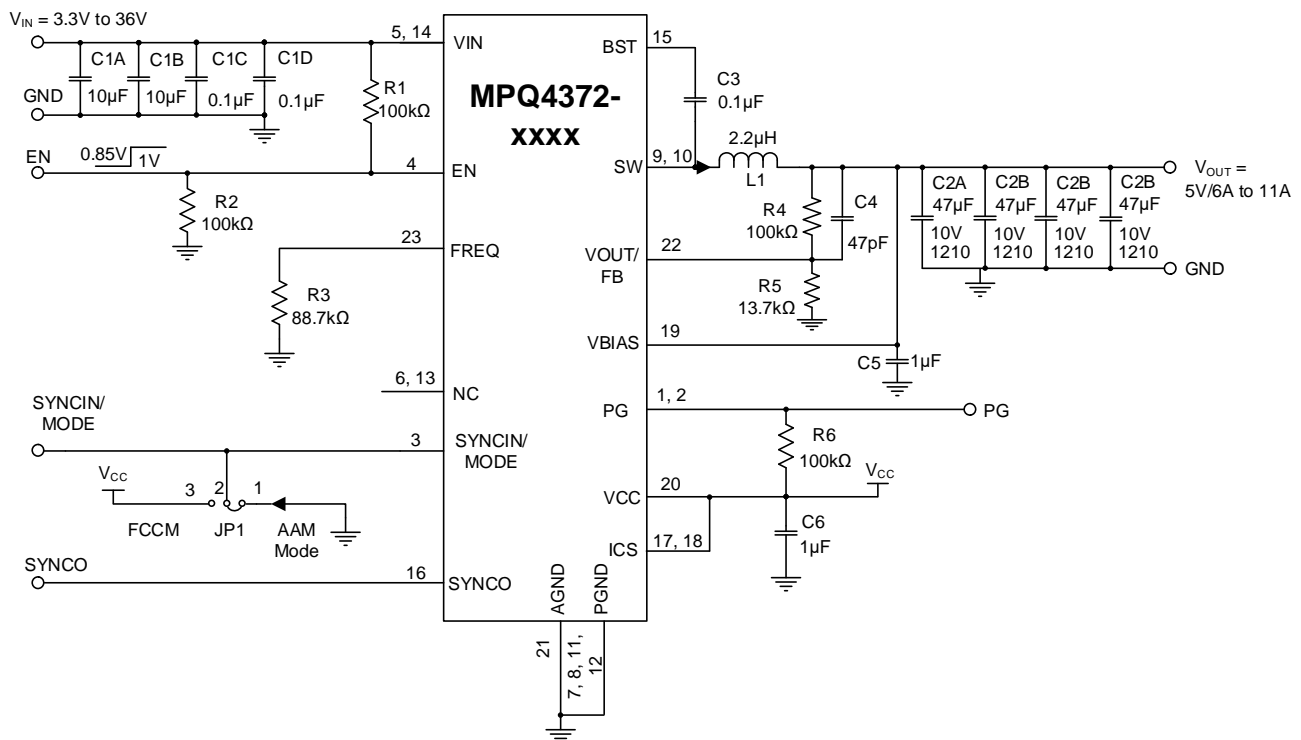 VIN = 3.3V to 36V
GND
C1A
10µF
C1B
10µF
C1C
0.1µF
C1D
0.1µF
R1
100kΩ
5, 14
VIN
EN
0.85V
1V
4
EN
R2
100kΩ
23
FREQ
R3
88.7kΩ
6, 13
NC
SYNCIN/
MODE
3
SYNCIN/
MODE
VCC
3
2
1
FCCM
JP1
AAM
Mode
SYNCO
16
SYNCO
MPQ4372-
xxxx
AGND
PGND
21
7, 8, 11,
12
BST
15
C3
0.1µF
SW
9, 10
2.2µH
L1
R4
100kΩ
C4
47pF
VOUT/
FB
22
R5
13.7kΩ
VBIAS
19
C5
1µF
C2A
47µF
10V
1210
C2B
47µF
10V
1210
C2B
47µF
10V
1210
C2B
47µF
10V
1210
VOUT =
5V/6A to 11A
GND
PG
1, 2
PG
R6
100kΩ
VCC
20
VCC
C6
1µF
ICS
17, 18